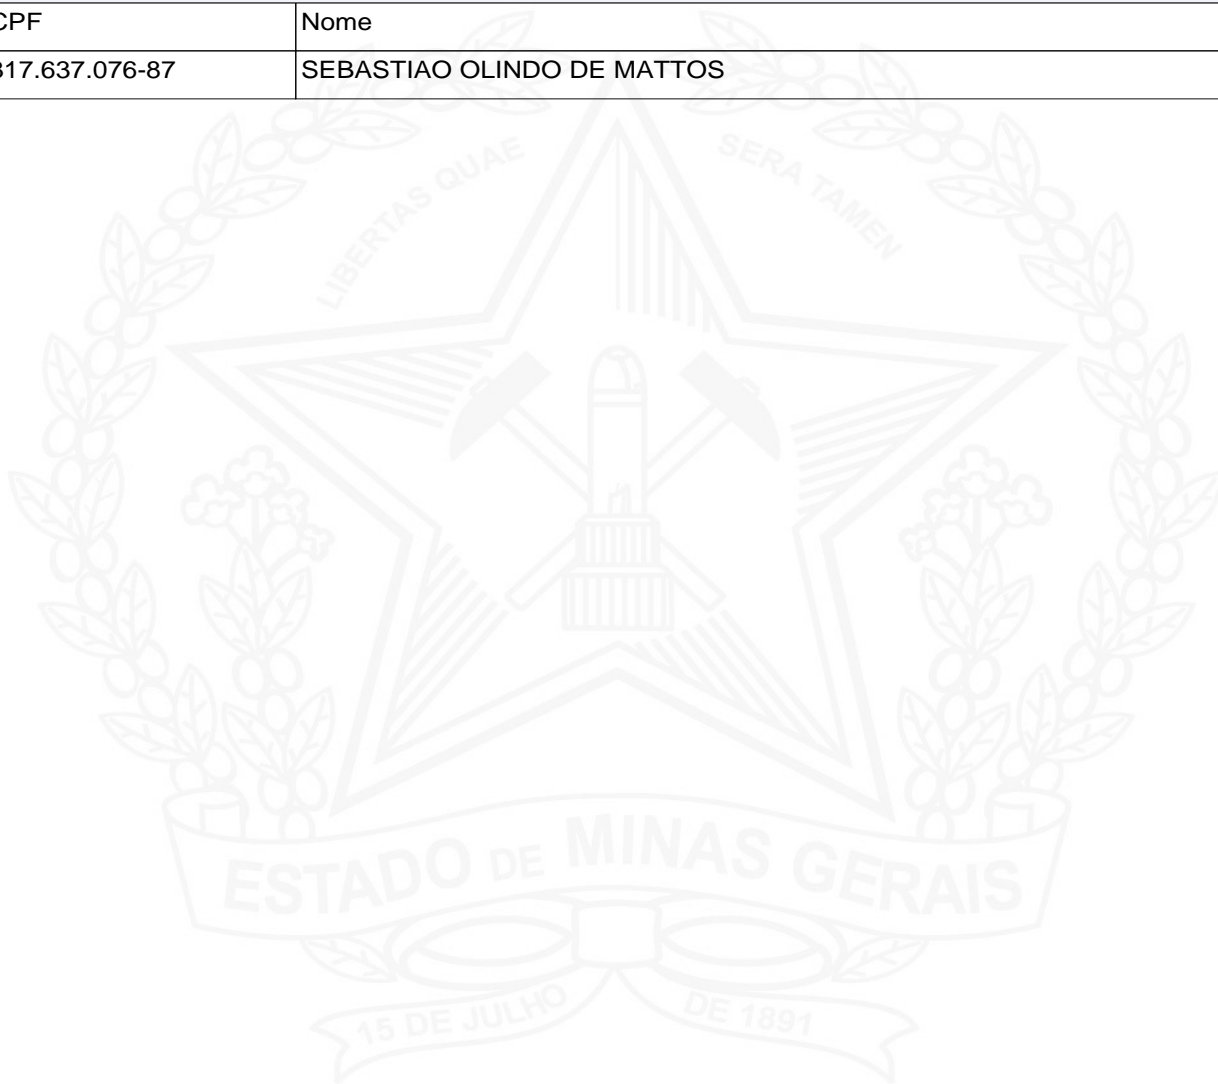 CPF Nome
817.637.076-87 SEBASTIAO OLINDO DE MATTOS
LIBERTAS QUAE SERA TAMEN
ESTADO DE MINAS GERAIS
15 DE JULHO DE 1891